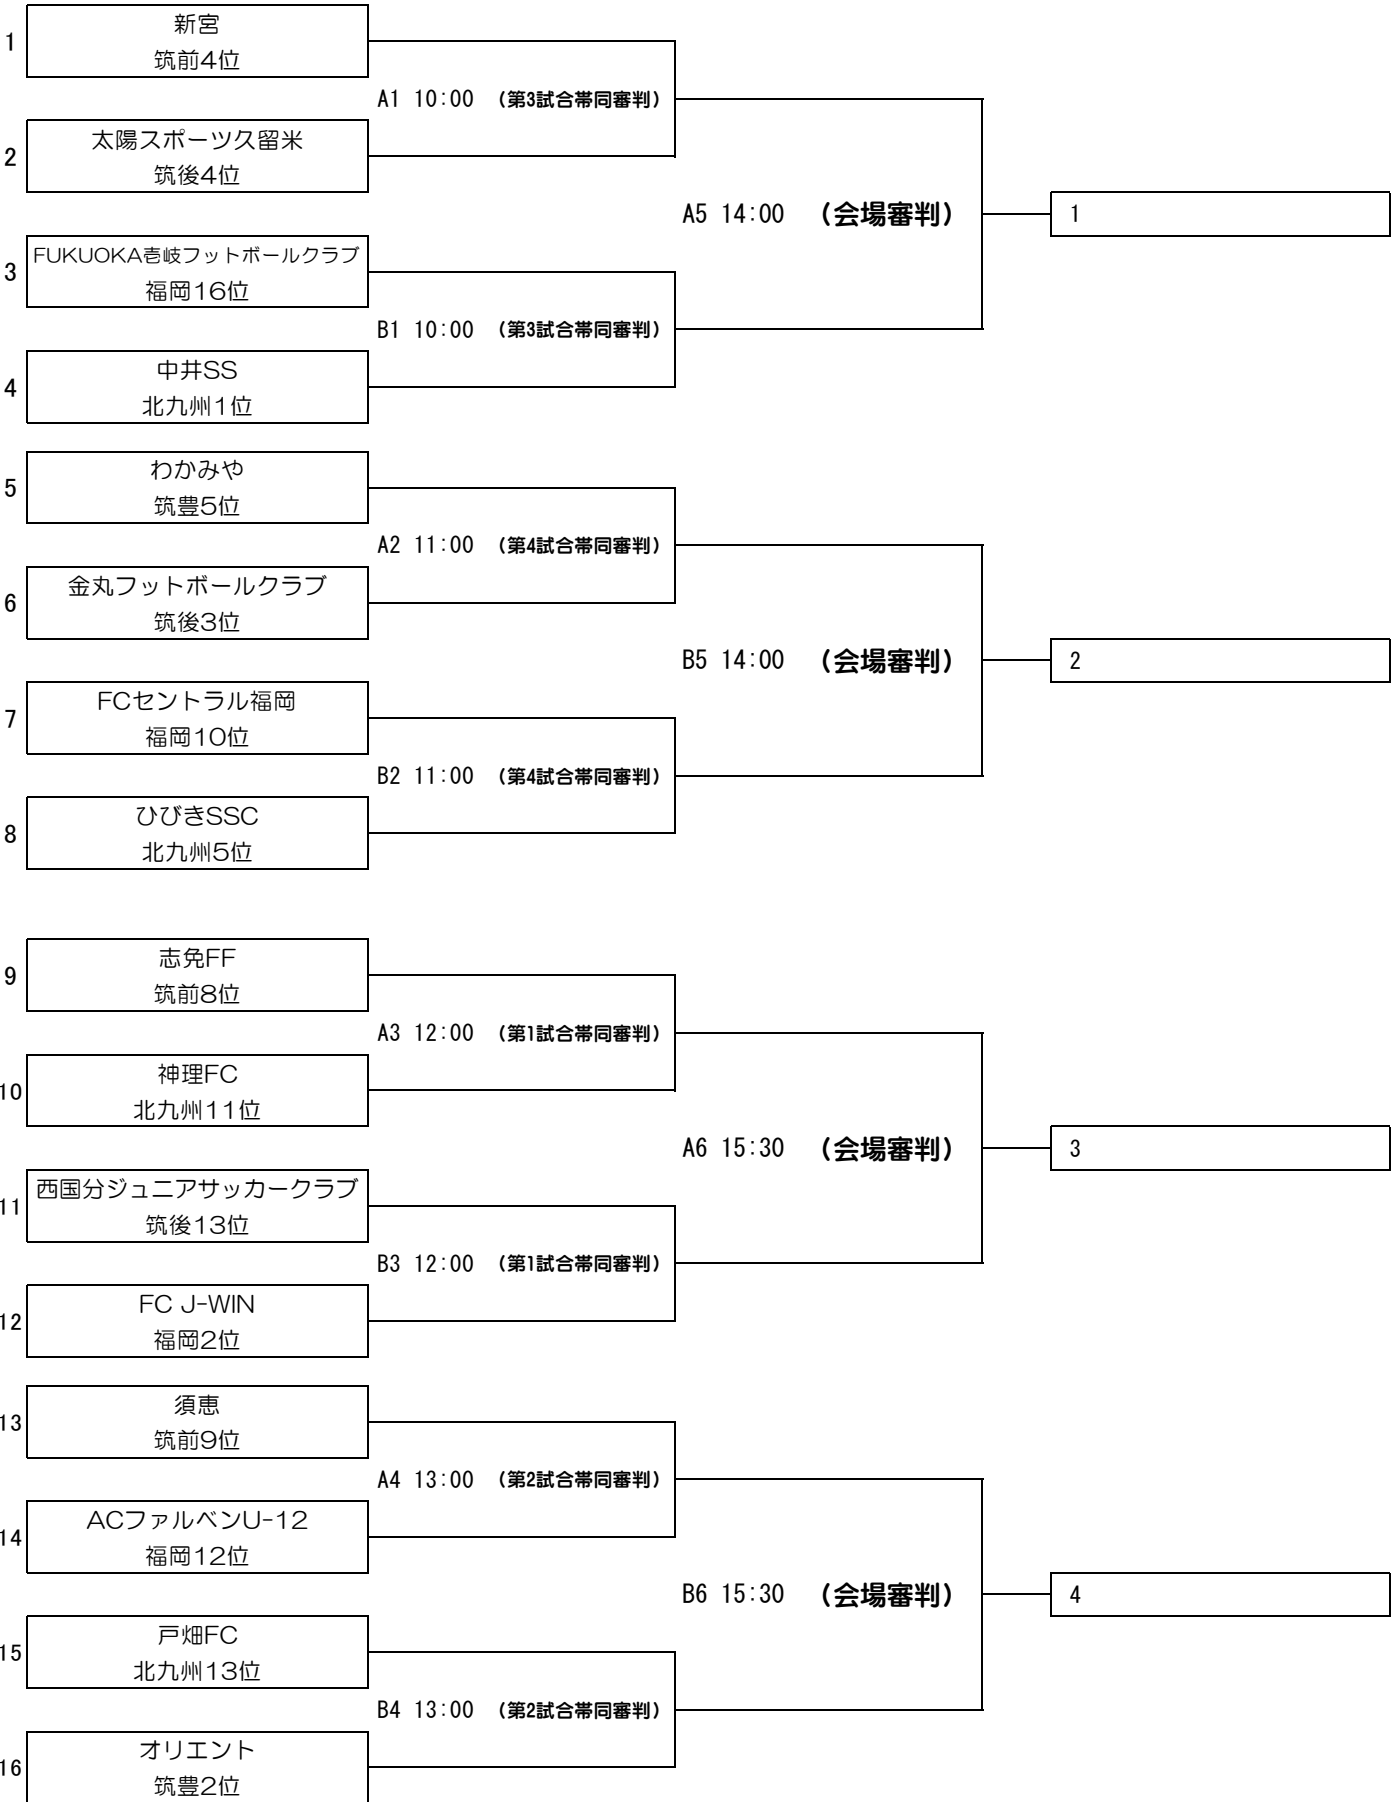 1
新宮
筑前4位
A1 10:00 (第3試合帯同審判)
2
太陽スポーツ久留米
筑後4位
A5 14:00 (会場審判)
1
3
FUKUOKA壱岐フットボールクラブ
福岡16位
B1 10:00 (第3試合帯同審判)
4
中井SS
北九州1位
5
わかみや
筑豊5位
A2 11:00 (第4試合帯同審判)
6
金丸フットボールクラブ
筑後3位
B5 14:00 (会場審判)
2
7
FCセントラル福岡
福岡10位
B2 11:00 (第4試合帯同審判)
8
ひびきSSC
北九州5位
9
志免FF
筑前8位
A3 12:00 (第1試合帯同審判)
10
神理FC
北九州11位
A6 15:30 (会場審判)
3
11
西国分ジュニアサッカークラブ
筑後13位
B3 12:00 (第1試合帯同審判)
12
FC J-WIN
福岡2位
13
須恵
筑前9位
A4 13:00 (第2試合帯同審判)
14
ACファルベンU-12
福岡12位
B6 15:30 (会場審判)
4
15
戸畑FC
北九州13位
B4 13:00 (第2試合帯同審判)
16
オリエント
筑豊2位